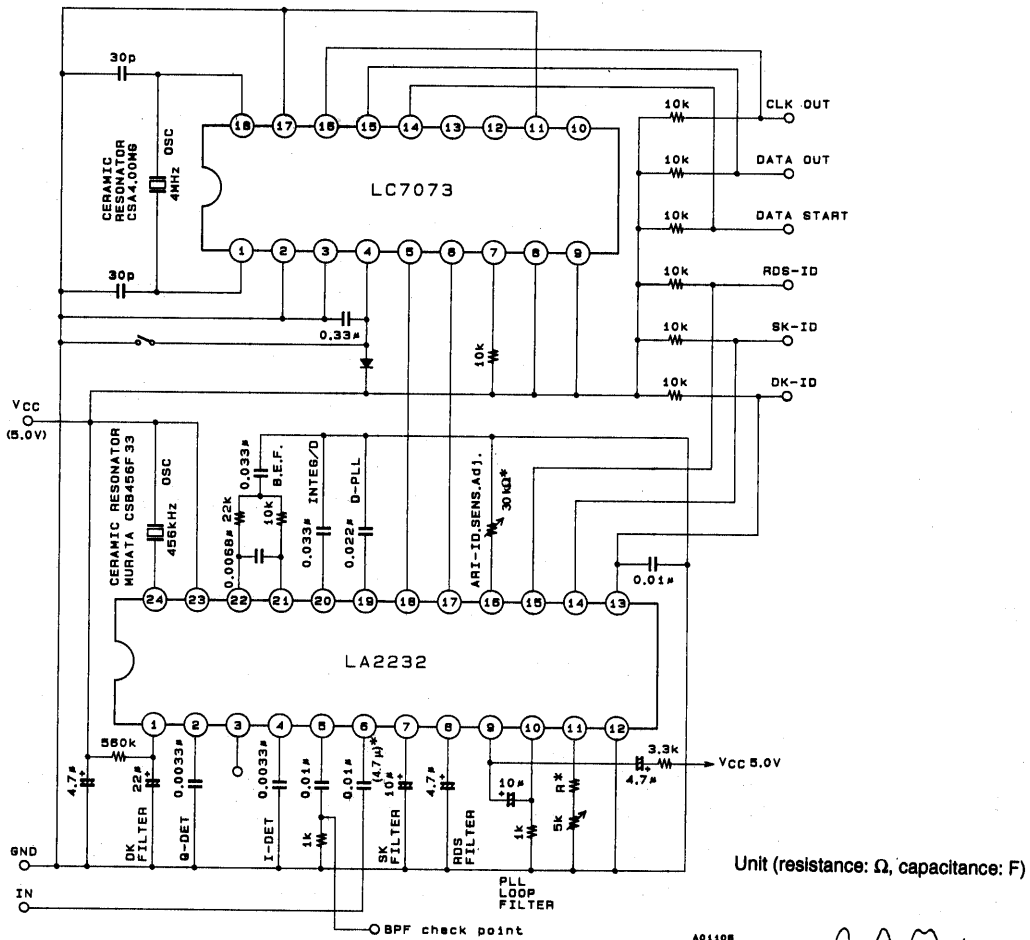 30p
CERAMIC
RESONATOR
CSA4.00MG
OSC
4MHz
30p
18 17 16 15 14 13 12 11 10
LC7073
1 2 3 4 5 6 7 8 9
0.33μ
10k
10k
CLK OUT
10k
DATA OUT
10k
DATA START
10k
RDS-ID
10k
SK-ID
10k
DK-ID
VCC
(5.0V)
CERAMIC RESONATOR
MURATA CSB456F33
OSC
456kHz
0.033μ
B.E.F.
22k
10k
0.0068μ
INTEG/D
0.033μ
D-PLL
0.022μ
ARI-ID.SENS.Adj.
30kΩ*
0.01μ
24 23 22 21 20 19 18 17 16 15 14 13
LA2232
1 2 3 4 5 6 7 8 9 10 11 12
560k
4.7μ
22μ
DK
FILTER
0.0033μ
Q-DET
0.0033μ
I-DET
0.01μ
1k
0.01μ
(4.7μ)*
10μ
SK
FILTER
4.7μ
RDS
FILTER
10μ
1k
PLL
LOOP
FILTER
R*
5k
4.7μ
3.3k
VCC 5.0V
GND
IN
BPF check point
Unit (resistance: Ω, capacitance: F)
A01105